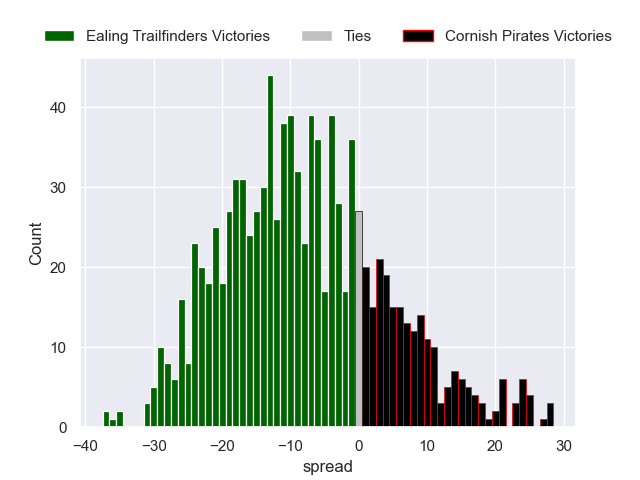 Ealing Trailfinders Victories Ties Cornish Pirates Victories
40
30
20
10
0
Count
−40 −30 −20 −10 0 10 20 30
spread